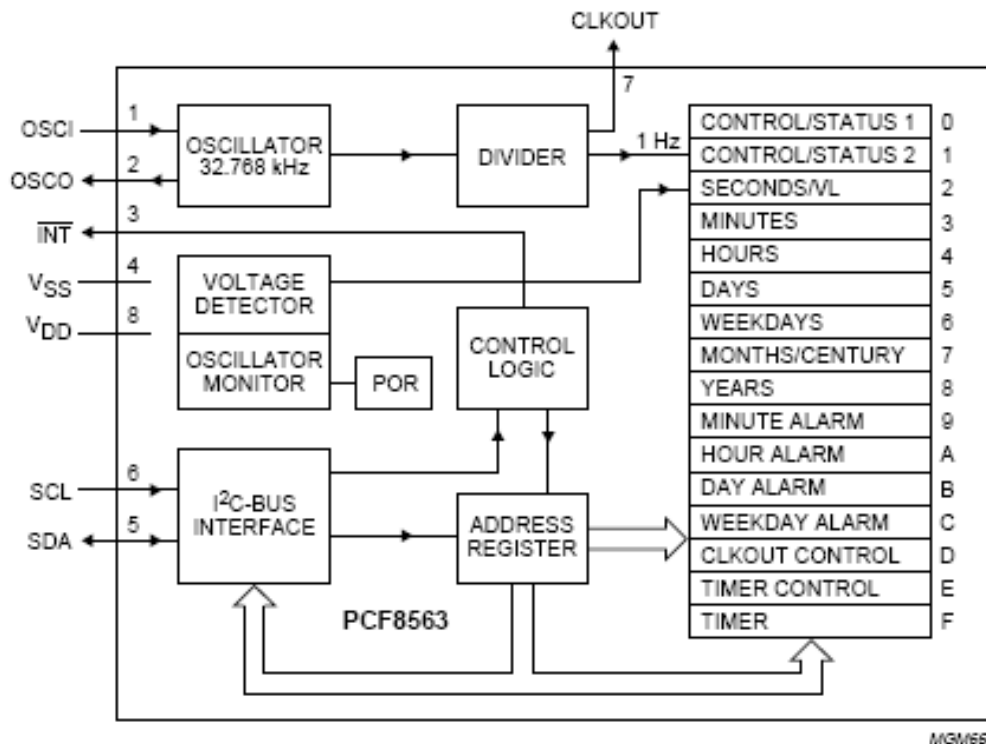 CLKOUT
7
OSCI
1
OSCILLATOR
32.768 kHz
DIVIDER
1 Hz
OSCO
2
INT
3
VSS
4
VDD
8
VOLTAGE
DETECTOR
OSCILLATOR
MONITOR
POR
CONTROL
LOGIC
SCL
6
SDA
5
I2C-BUS
INTERFACE
ADDRESS
REGISTER
PCF8563
CONTROL/STATUS 1 0
CONTROL/STATUS 2 1
SECONDS/VL 2
MINUTES 3
HOURS 4
DAYS 5
WEEKDAYS 6
MONTHS/CENTURY 7
YEARS 8
MINUTE ALARM 9
HOUR ALARM A
DAY ALARM B
WEEKDAY ALARM C
CLKOUT CONTROL D
TIMER CONTROL E
TIMER F